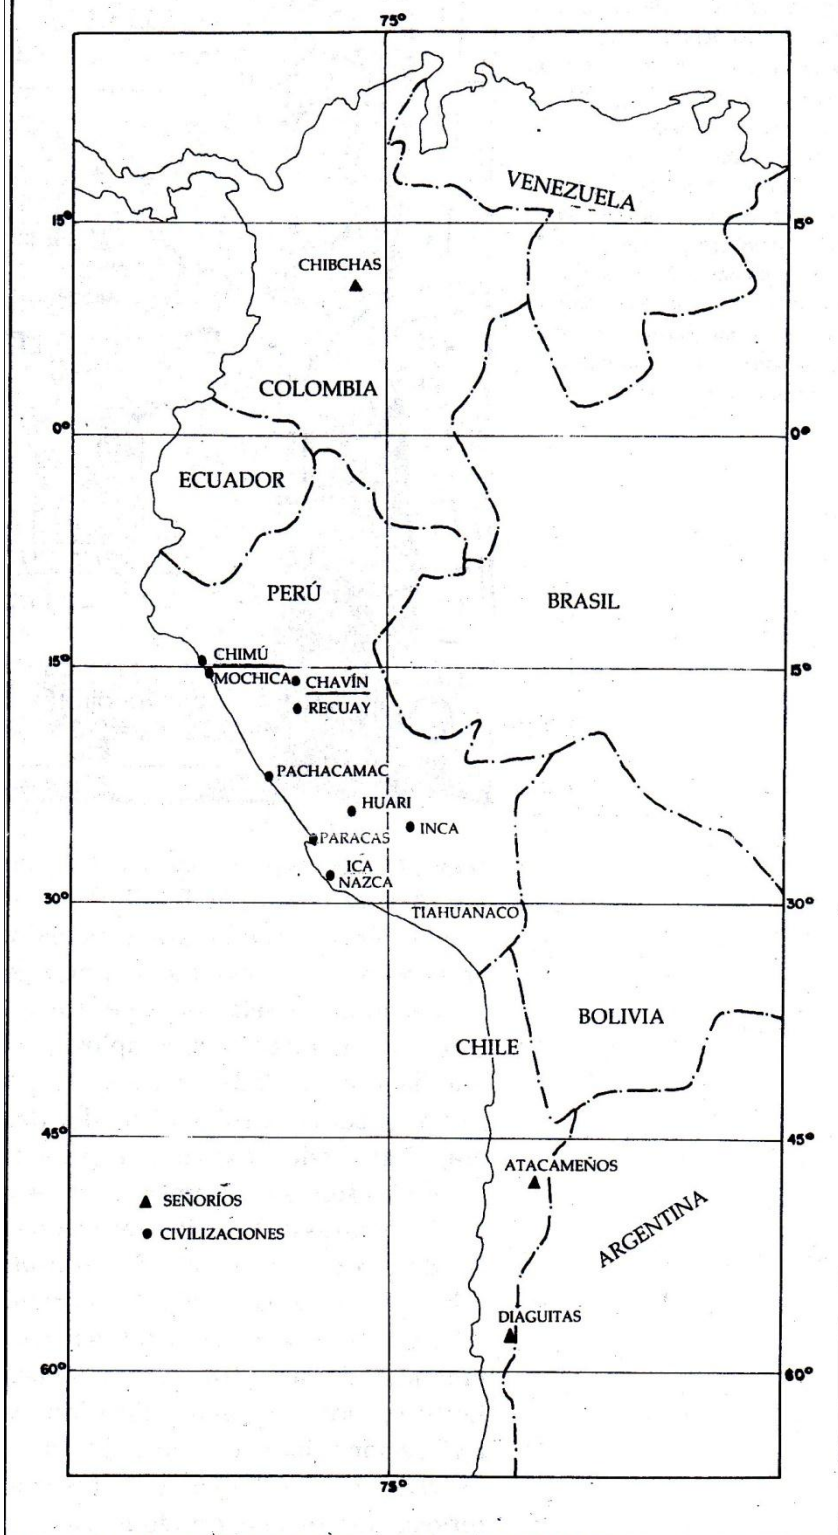 75°
VENEZUELA
15°
15°
CHIBCHAS
COLOMBIA
0°
0°
ECUADOR
PERÚ
BRASIL
15°
15°
CHIMÚ
MOCHICA
CHAVÍN
RECUAY
PACHACAMAC
HUARI
INCA
PARACAS
ICA
NAZCA
30°
30°
TIAHUANACO
BOLIVIA
CHILE
45°
45°
ATACAMEÑOS
▲ SEÑORÍOS
● CIVILIZACIONES
ARGENTINA
DIAGUITAS
60°
60°
75°